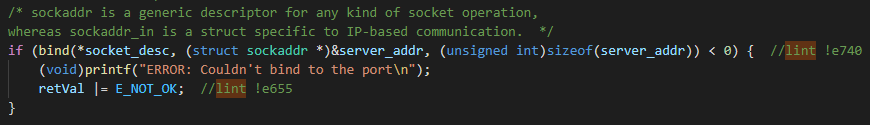 /* sockaddr is a generic descriptor for any kind of socket operation,
whereas sockaddr_in is a struct specific to IP-based communication.  */
if (bind(*socket_desc, (struct sockaddr *)&server_addr, (unsigned int)sizeof(server_addr)) < 0) {  //lint !e740
    (void)printf("ERROR: Couldn't bind to the port\n");
    retVal |= E_NOT_OK;  //lint !e655
}